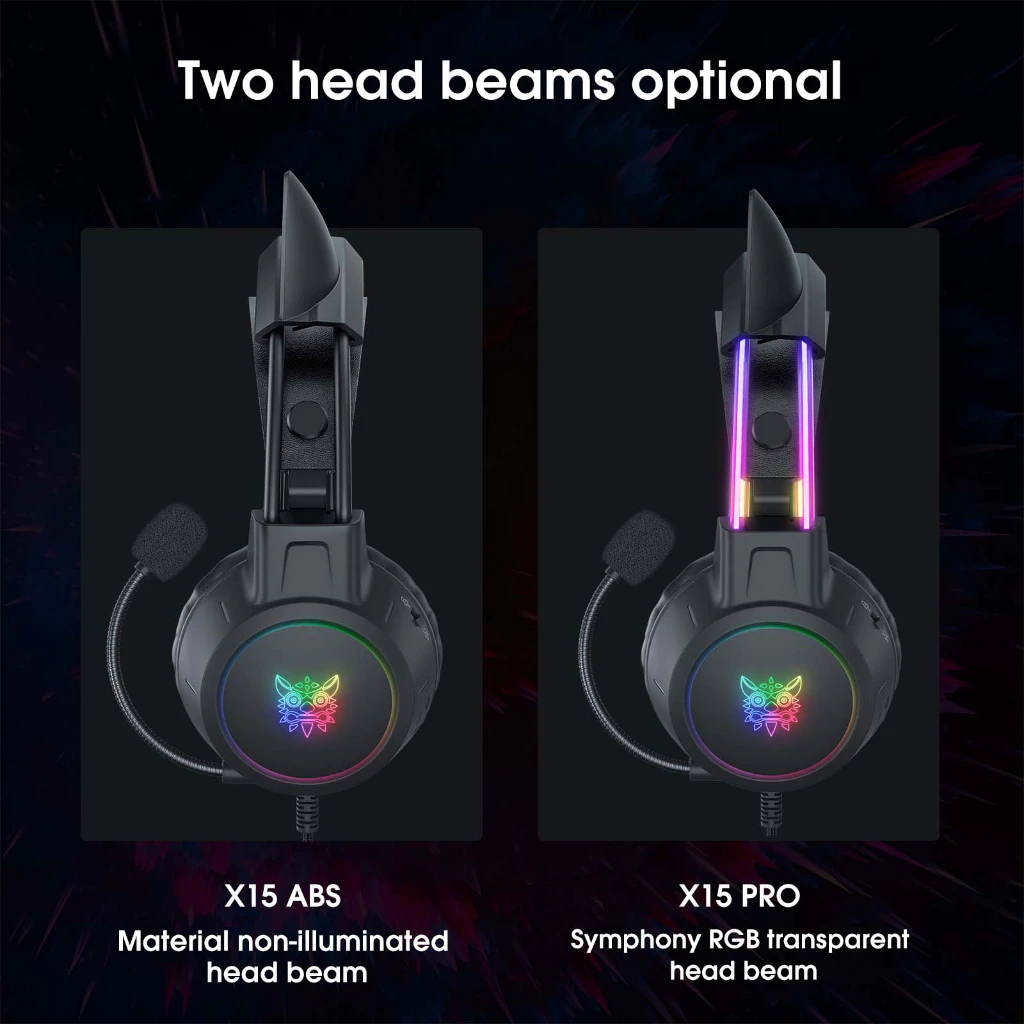 Two head beams optional
X15 ABS
Material non-illuminated
head beam
X15 PRO
Symphony RGB transparent
head beam